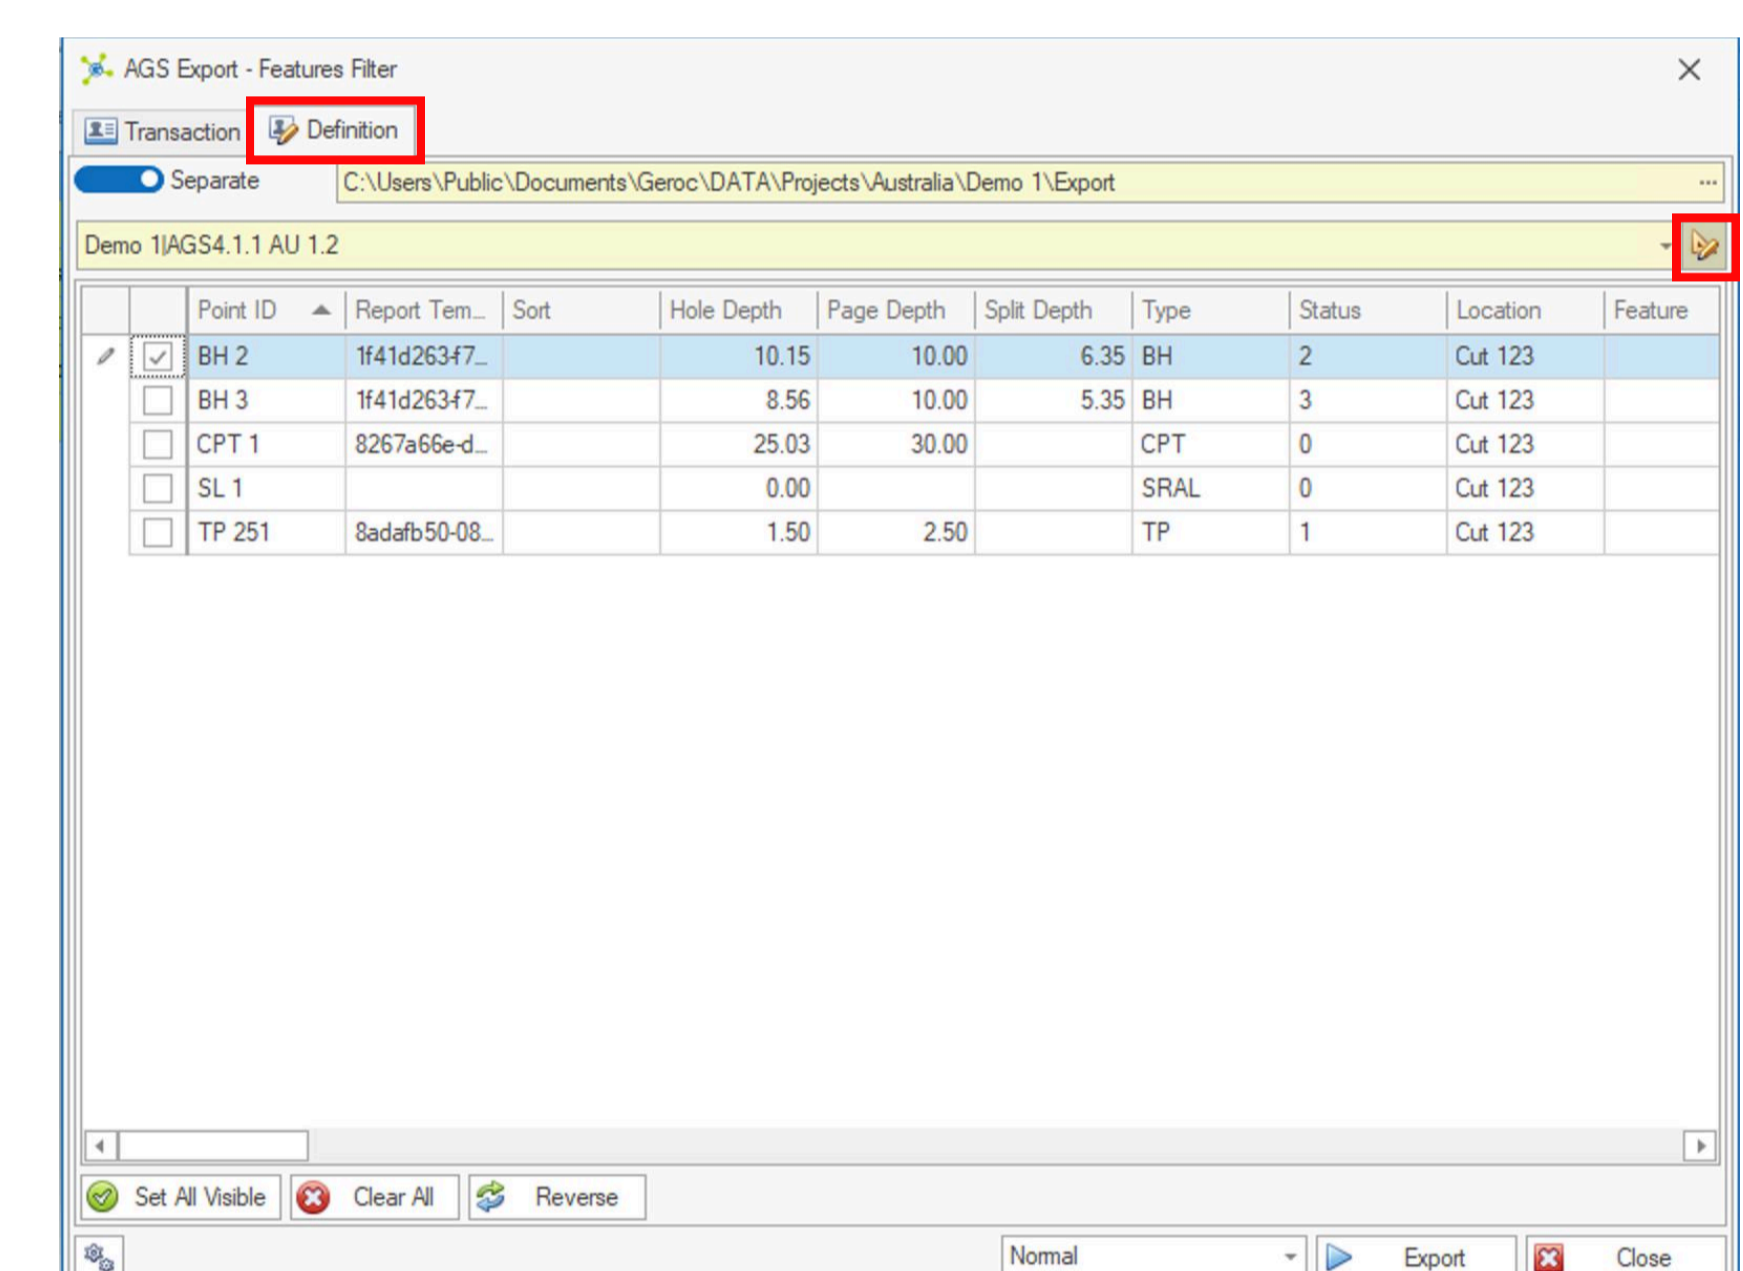 AGS Export - Features Filter
Transaction Definition
Separate C:\Users\Public\Documents\Geroc\DATA\Projects\Australia\Demo 1\Export ...
Demo 1|AGS4.1.1 AU 1.2
Point ID Report Tem... Sort Hole Depth Page Depth Split Depth Type Status Location Feature
BH 2 1f41d263-f7... 10.15 10.00 6.35 BH 2 Cut 123
BH 3 1f41d263-f7... 8.56 10.00 5.35 BH 3 Cut 123
CPT 1 8267a66e-d... 25.03 30.00 CPT 0 Cut 123
SL 1 0.00 SRAL 0 Cut 123
TP 251 8adafb50-08... 1.50 2.50 TP 1 Cut 123
Set All Visible Clear All Reverse
Normal Export Close